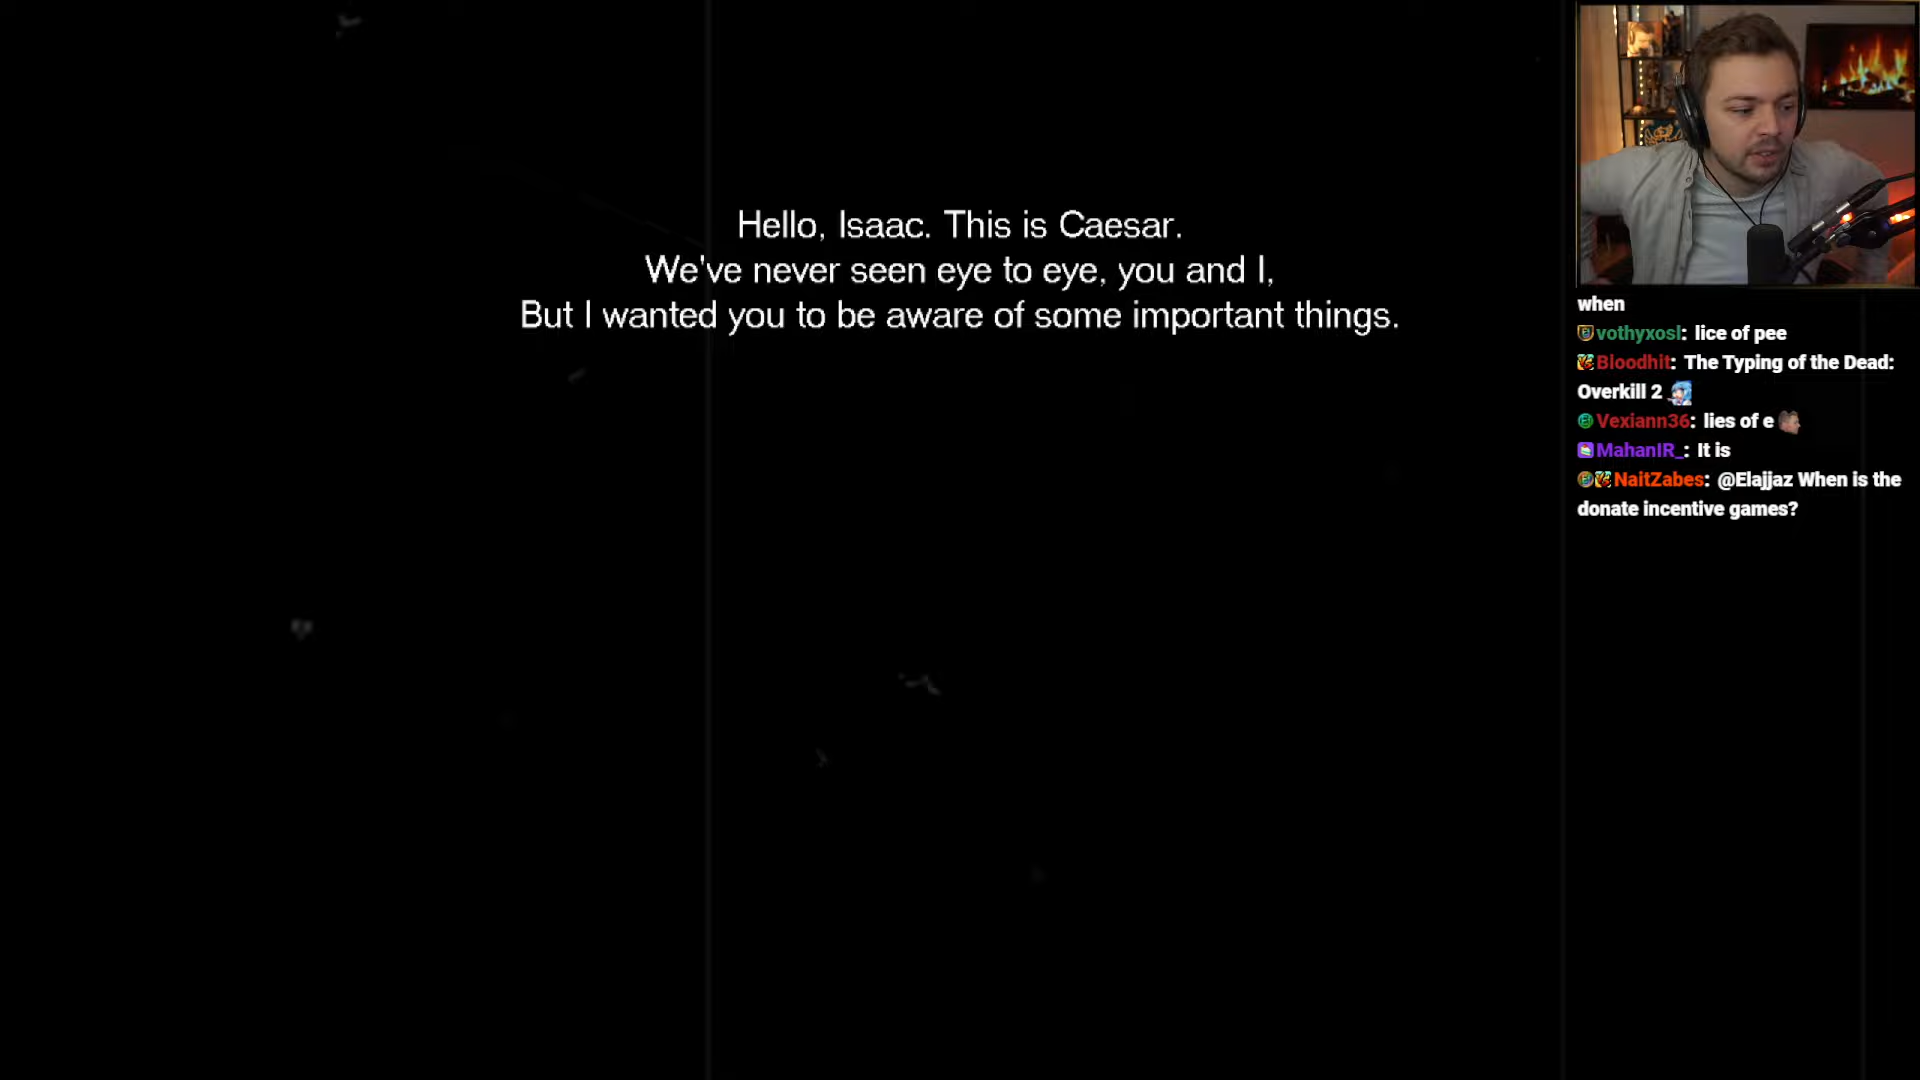 Hello, Isaac. This is Caesar.
We've never seen eye to eye, you and I,
But I wanted you to be aware of some important things.
when
vothyxosl: lice of pee
Bloodhit: The Typing of the Dead:
Overkill 2
Vexiann36: lies of e
MahanIR_: It is
NaitZabes: @Elajjaz When is the
donate incentive games?